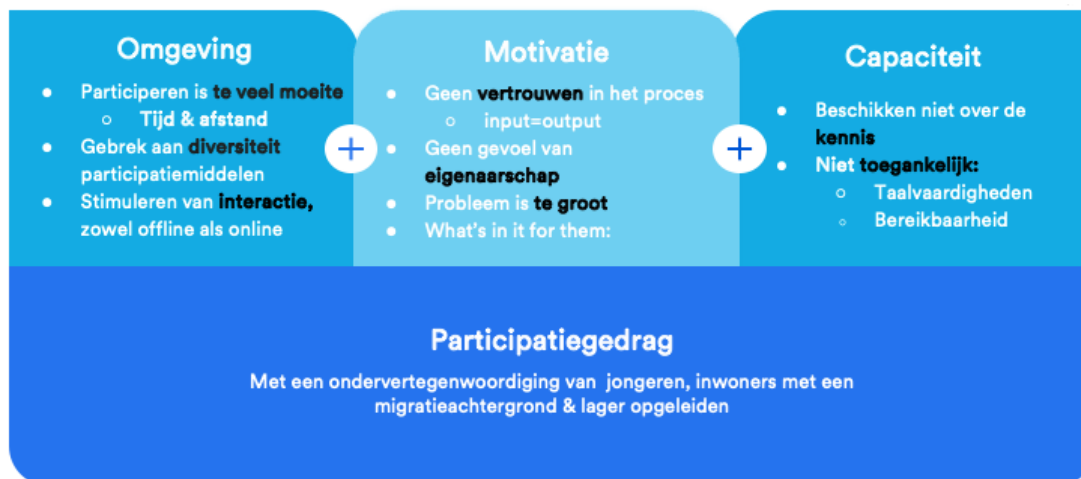 Omgeving
● Participeren is te veel moeite
○ Tijd & afstand
● Gebrek aan diversiteit
participatiemiddelen
● Stimuleren van interactie,
zowel offline als online
+
Motivatie
● Geen vertrouwen in het proces
○ input=output
● Geen gevoel van
eigenaarschap
● Probleem is te groot
● What's in it for them:
+
Capaciteit
● Beschikken niet over de
kennis
● Niet toegankelijk:
○ Taalvaardigheden
○ Bereikbaarheid
Participatiegedrag
Met een ondervertegenwoordiging van jongeren, inwoners met een
migratieachtergrond & lager opgeleiden